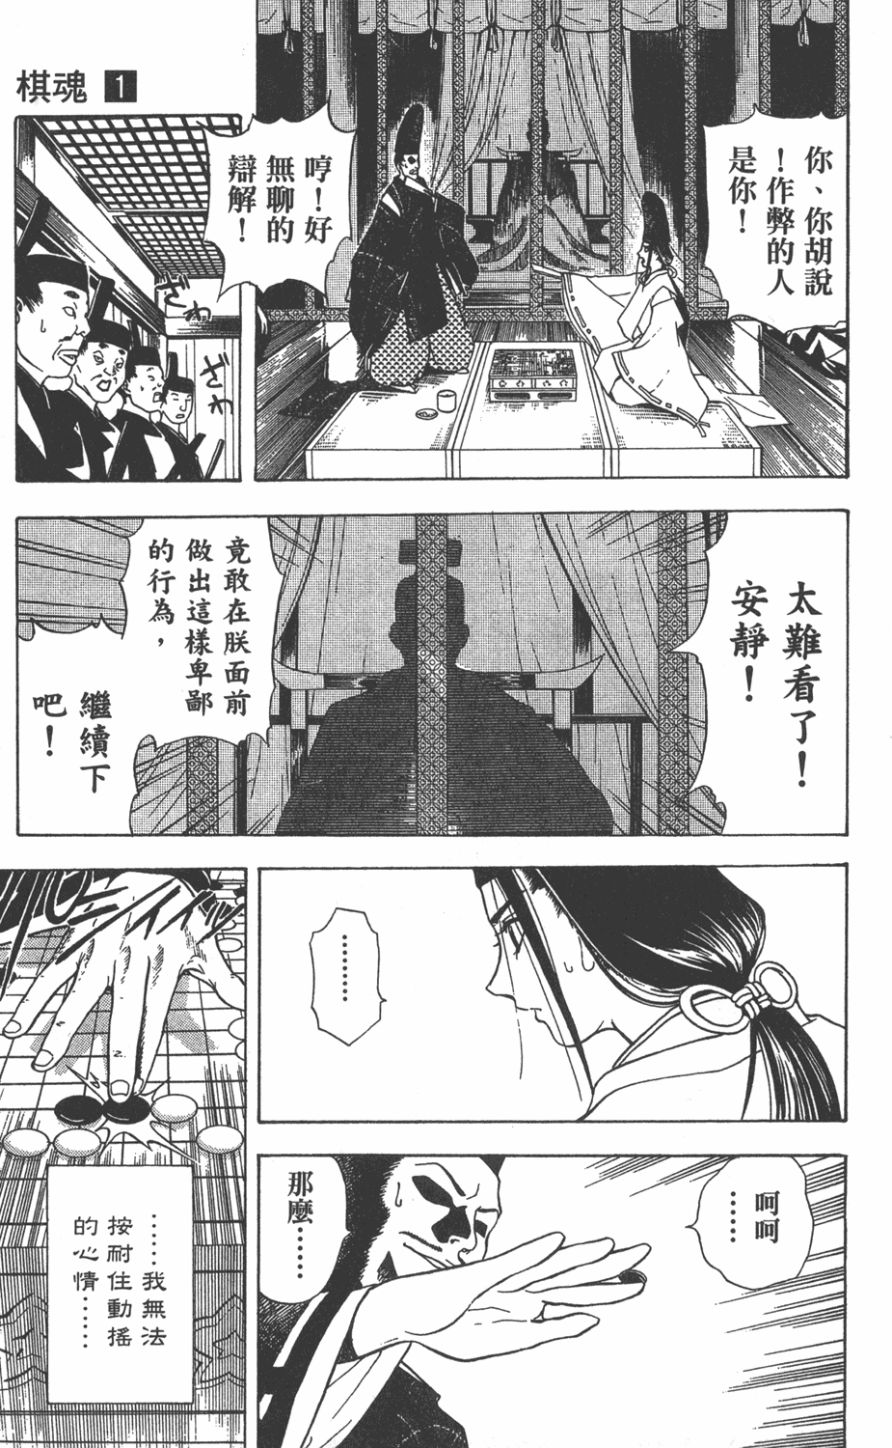 棋魂 1
你、你胡說
！作弊的人
是你！
哼！好
無聊的
辯解！
ざわ
ざわ
太難看了！
安靜！
竟敢在朕面前
做出這樣卑鄙
的行為，
繼續下
吧！
………
呵呵
……
那麼……
……我無法
按耐住動搖
的心情……